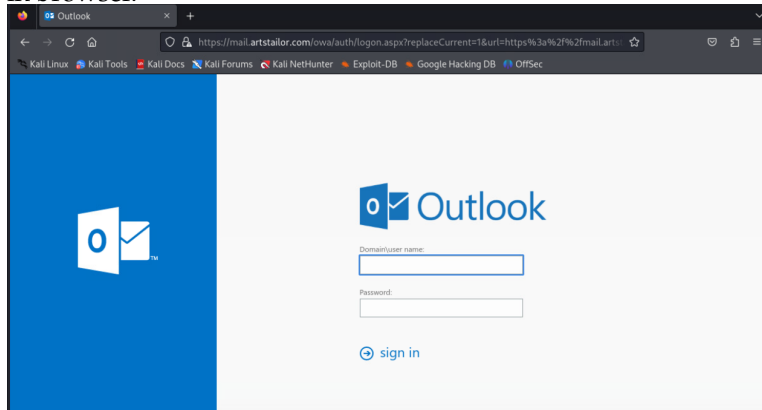 Outlook
https://mail.artstailor.com/owa/auth/logon.aspx?replaceCurrent=1&url=https%3a%2f%2fmail.arts
Kali Linux Kali Tools Kali Docs Kali Forums Kali NetHunter Exploit-DB Google Hacking DB OffSec
Outlook
Domain\user name:
Password:
sign in
TM